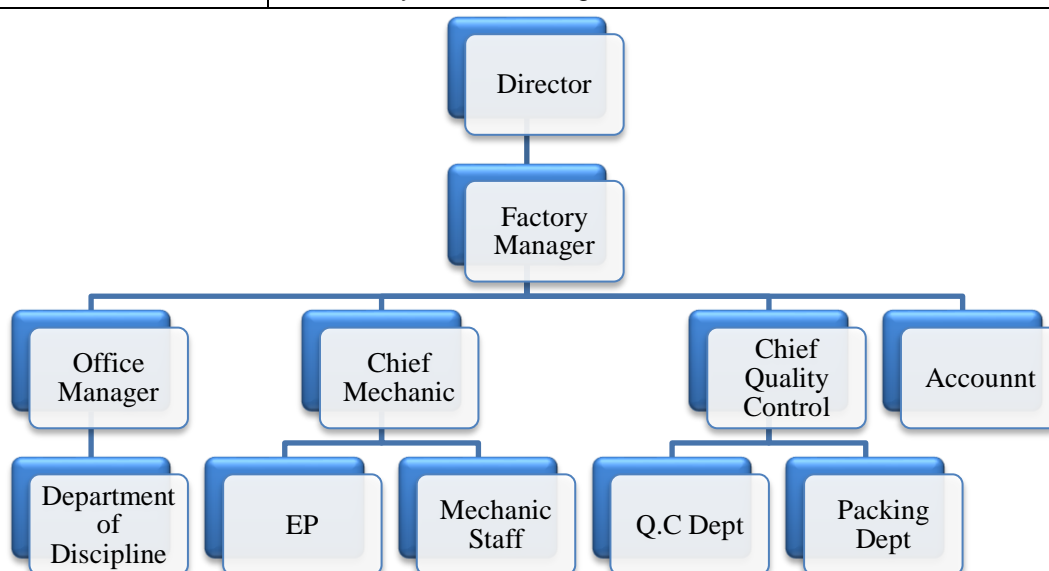 Director
Factory
Manager
Office
Manager
Chief
Mechanic
Chief
Quality
Control
Accounnt
Department
of
Discipline
EP
Mechanic
Staff
Q.C Dept
Packing
Dept